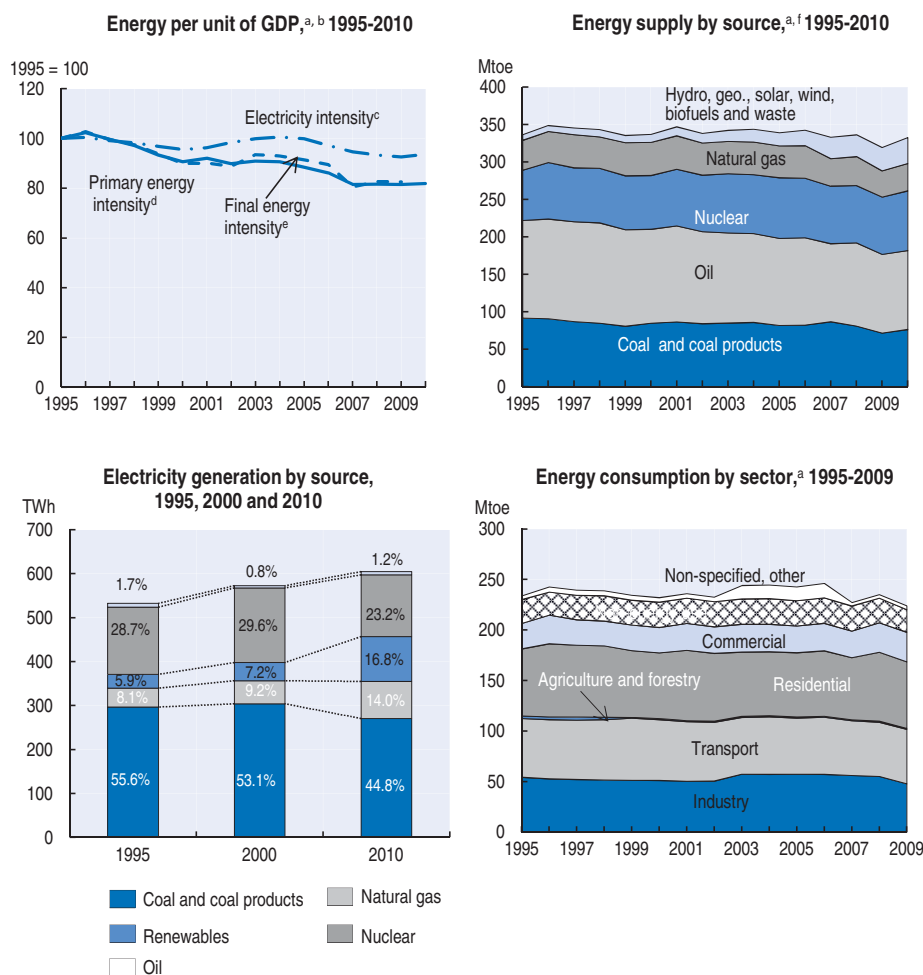 Energy per unit of GDP,a, b 1995-2010
1995 = 100
120
100
80
60
40
20
0
Electricity intensityc
Primary energy
intensityd
Final energy
intensitye
1995 1997 1999 2001 2003 2005 2007 2009
Energy supply by source,a, f 1995-2010
Mtoe
400
350
300
250
200
150
100
50
0
Hydro, geo., solar, wind,
biofuels and waste
Natural gas
Nuclear
Oil
Coal and coal products
1995 1997 1999 2001 2003 2005 2007 2009
Electricity generation by source,
1995, 2000 and 2010
TWh
700
600
500
400
300
200
100
0
1.7%
28.7%
5.9%
8.1%
55.6%
0.8%
29.6%
7.2%
9.2%
53.1%
1.2%
23.2%
16.8%
14.0%
44.8%
1995 2000 2010
Coal and coal products
Natural gas
Renewables
Nuclear
Oil
Energy consumption by sector,a 1995-2009
Mtoe
300
250
200
150
100
50
0
Non-specified, other
Commercial
Agriculture and forestry
Residential
Transport
Industry
1995 1997 1999 2001 2003 2005 2007 2009